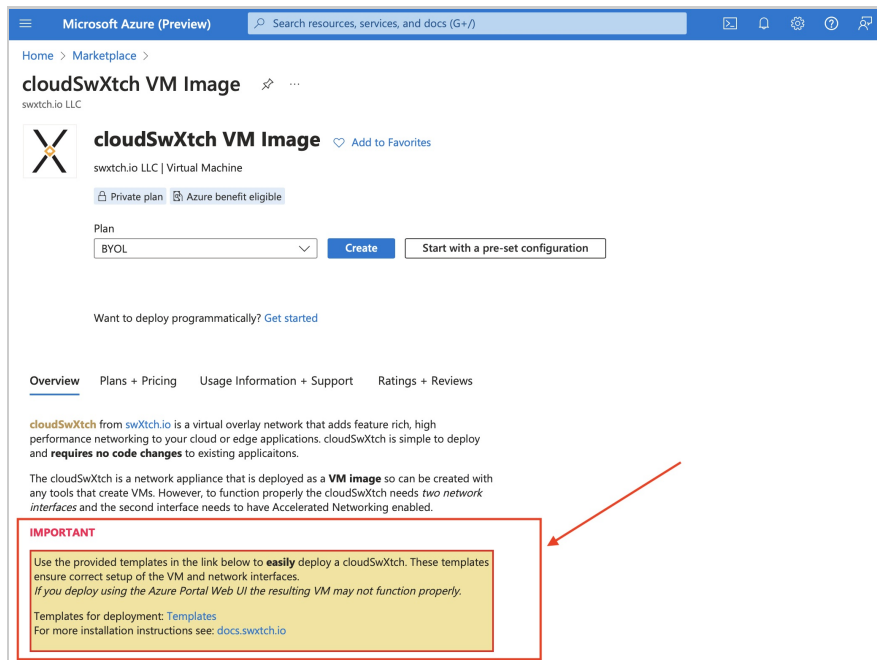 Microsoft Azure (Preview)
Search resources, services, and docs (G+/)
Home > Marketplace >
cloudSwXtch VM Image
swxtch.io LLC
cloudSwXtch VM Image
Add to Favorites
swxtch.io LLC | Virtual Machine
Private plan
Azure benefit eligible
Plan
BYOL
Create
Start with a pre-set configuration
Want to deploy programmatically? Get started
Overview
Plans + Pricing
Usage Information + Support
Ratings + Reviews
cloudSwXtch from swXtch.io is a virtual overlay network that adds feature rich, high
performance networking to your cloud or edge applications. cloudSwXtch is simple to deploy
and requires no code changes to existing applicaitons.
The cloudSwXtch is a network appliance that is deployed as a VM image so can be created with
any tools that create VMs. However, to function properly the cloudSwXtch needs two network
interfaces and the second interface needs to have Accelerated Networking enabled.
IMPORTANT
Use the provided templates in the link below to easily deploy a cloudSwXtch. These templates
ensure correct setup of the VM and network interfaces.
If you deploy using the Azure Portal Web UI the resulting VM may not function properly.
Templates for deployment: Templates
For more installation instructions see: docs.swxtch.io